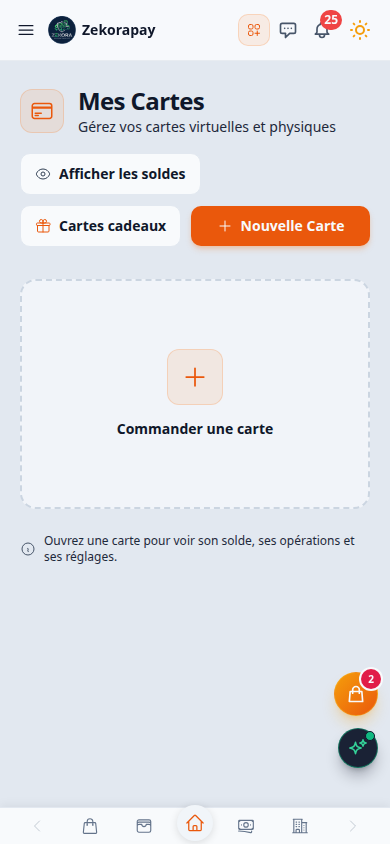 Zekorapay
25
Mes Cartes
Gérez vos cartes virtuelles et physiques
Afficher les soldes
Cartes cadeaux
Nouvelle Carte
Commander une carte
Ouvrez une carte pour voir son solde, ses opérations et
ses réglages.
2